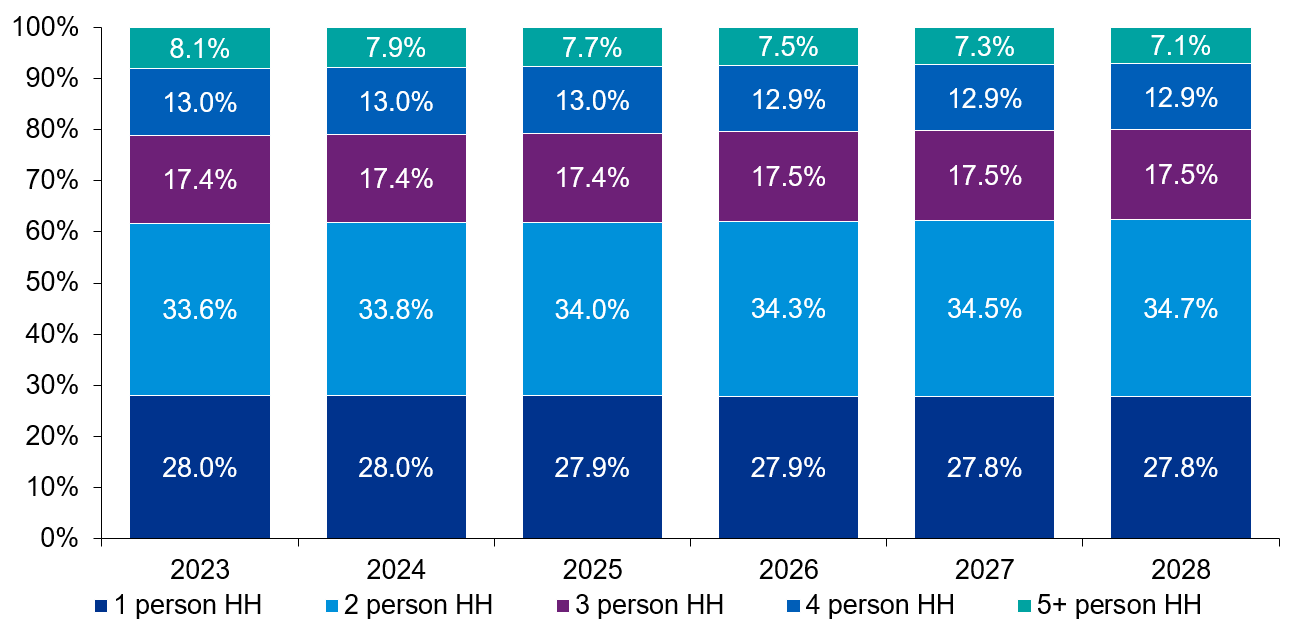 100%
90%
80%
70%
60%
50%
40%
30%
20%
10%
0%
8.1% 7.9% 7.7% 7.5% 7.3% 7.1%
13.0% 13.0% 13.0% 12.9% 12.9% 12.9%
17.4% 17.4% 17.4% 17.5% 17.5% 17.5%
33.6% 33.8% 34.0% 34.3% 34.5% 34.7%
28.0% 28.0% 27.9% 27.9% 27.8% 27.8%
2023 2024 2025 2026 2027 2028
1 person HH 2 person HH 3 person HH 4 person HH 5+ person HH